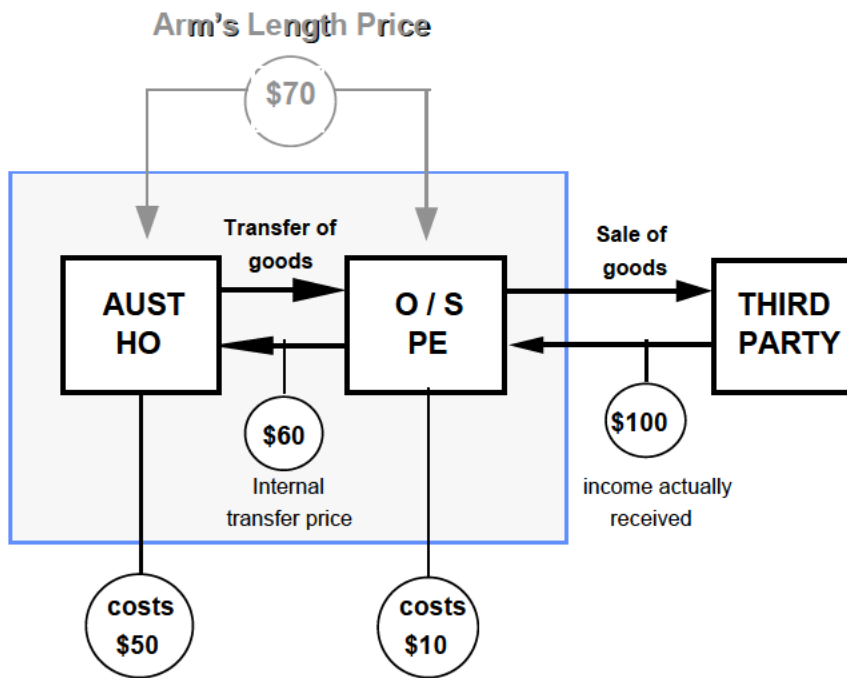 Arm's Length Price
$70
Transfer of
goods
Sale of
goods
AUST
HO
O / S
PE
THIRD
PARTY
$60
$100
Internal
transfer price
income actually
received
costs
$50
costs
$10